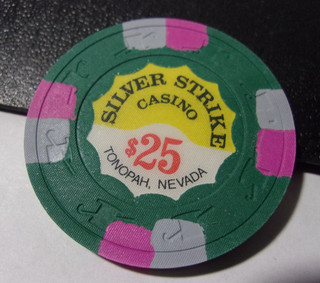 SILVER STRIKE
CASINO
$25
TONOPAH, NEVADA